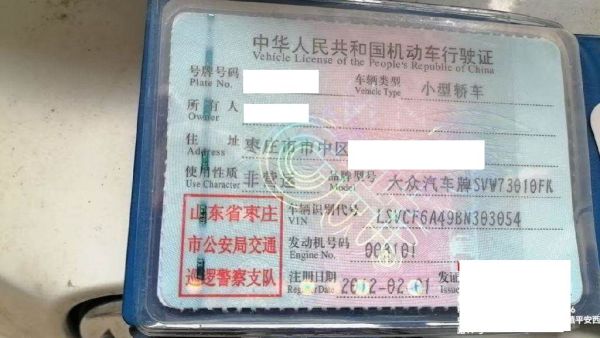 中华人民共和国机动车行驶证
Vehicle License of the People's Republic of China
号牌号码
Plate No.
车辆类型 小型轿车
Vehicle Type
所有人
Owner
住址 枣庄市市中区
Address
使用性质 非营运
Use Character
品牌型号 大众汽车牌SVW73010FK
Model
山东省枣庄
市公安局交通
巡逻警察支队
车辆识别代号 LSVCF6A49BN303054
VIN
发动机号码
Engine No.
注册日期 2012-02-01
Register Date
发证
Issue